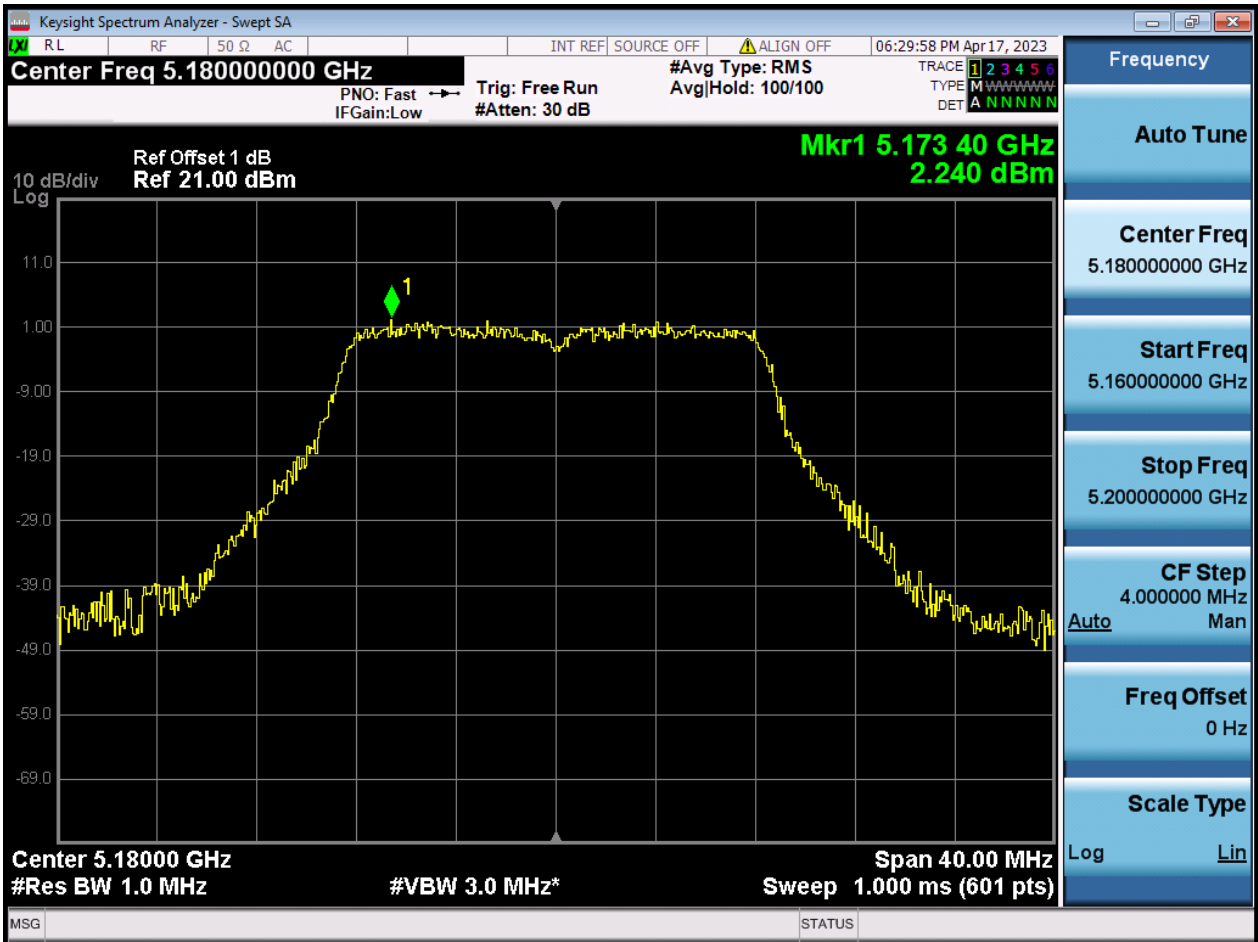 Keysight Spectrum Analyzer - Swept SA
LXI RL RF 50 Ω AC INT REF SOURCE OFF ALIGN OFF 06:29:58 PM Apr 17, 2023
Center Freq 5.180000000 GHz
PNO: Fast
IFGain:Low
Trig: Free Run
#Atten: 30 dB
#Avg Type: RMS
Avg|Hold: 100/100
TRACE 1 2 3 4 5 6
TYPE M WWWWW
DET A N N N N N
Mkr1 5.173 40 GHz
2.240 dBm
Ref Offset 1 dB
10 dB/div Ref 21.00 dBm
Log
11.0
1
1.00
-9.00
-19.0
-29.0
-39.0
-49.0
-59.0
-69.0
Center 5.18000 GHz Span 40.00 MHz
#Res BW 1.0 MHz #VBW 3.0 MHz* Sweep 1.000 ms (601 pts)
MSG STATUS
Frequency
Auto Tune
Center Freq
5.180000000 GHz
Start Freq
5.160000000 GHz
Stop Freq
5.200000000 GHz
CF Step
4.000000 MHz
Auto Man
Freq Offset
0 Hz
Scale Type
Log Lin